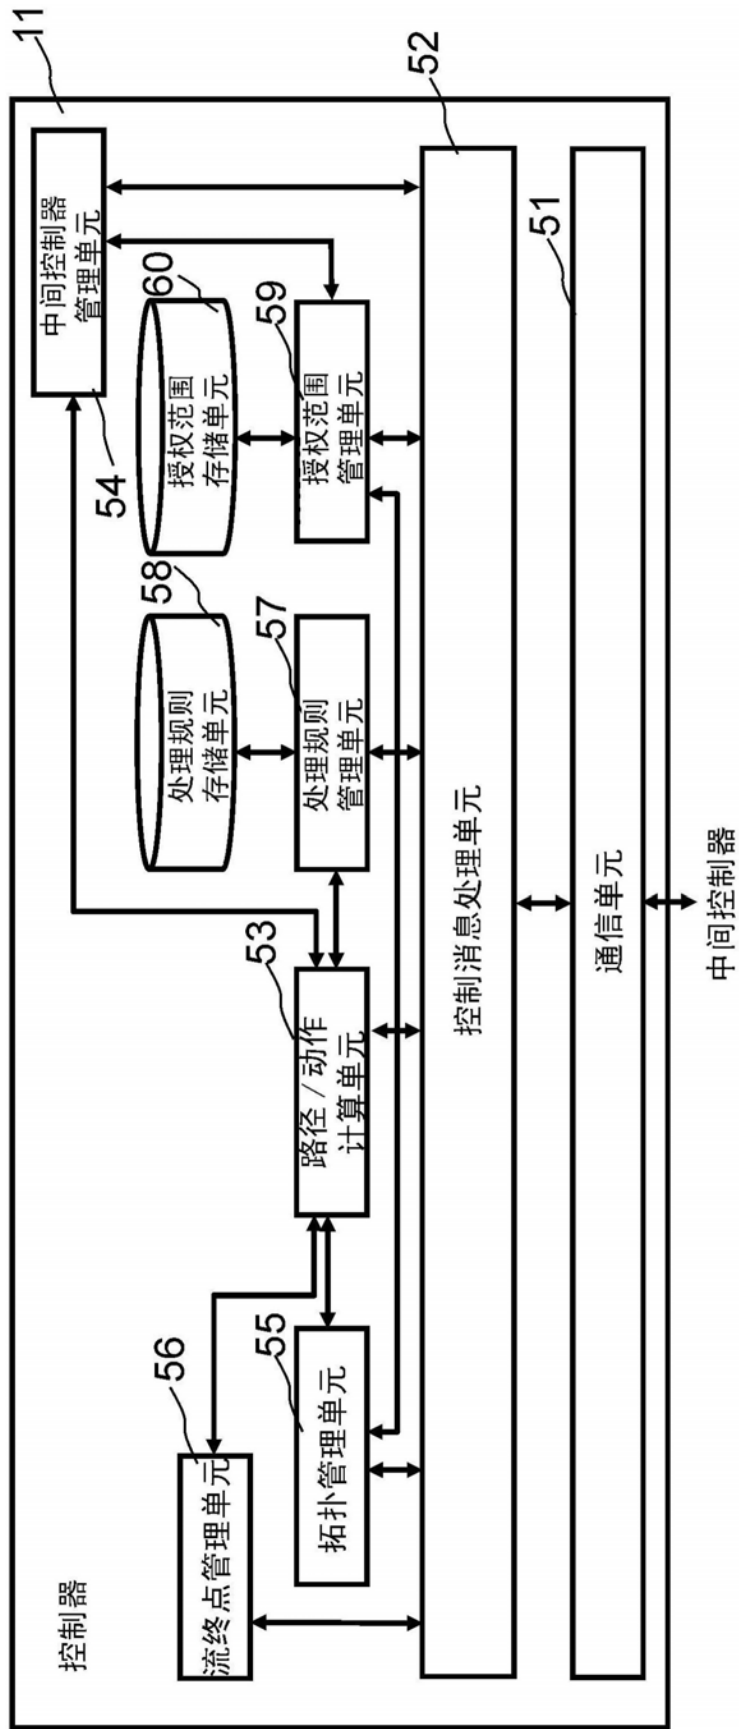 控制器
11
流终点管理单元
56
中间控制器
管理单元
54
处理规则
存储单元
58
授权范围
存储单元
60
拓扑管理单元
55
路径/动作
计算单元
53
处理规则
管理单元
57
授权范围
管理单元
59
控制消息处理单元
52
通信单元
51
中间控制器